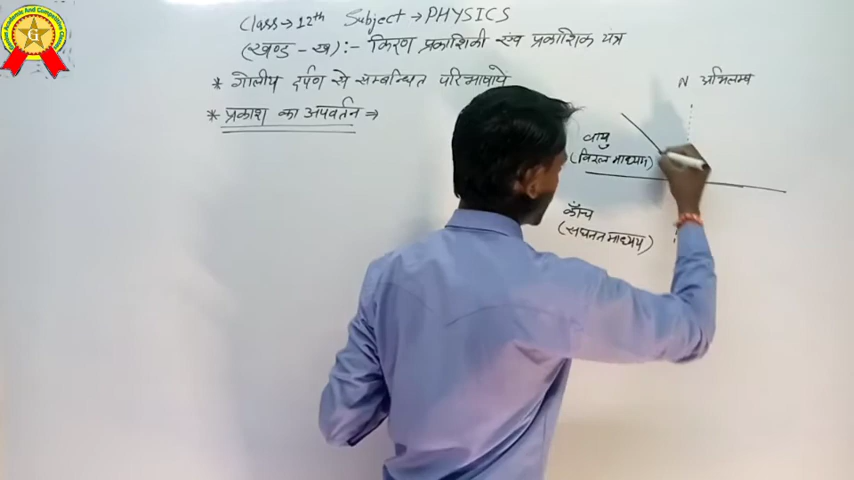 Class → 12th Subject → PHYSICS
(खण्ड - ख) :- किरण प्रकाशिकी एवं प्रकाशिक यंत्र
* गोलीय दर्पण से सम्बन्धित परिभाषायें
* प्रकाश का अपवर्तन ⇒
N अभिलम्ब
वायु
(विरल माध्यम)
काँच
(सघनन माध्यम)
G